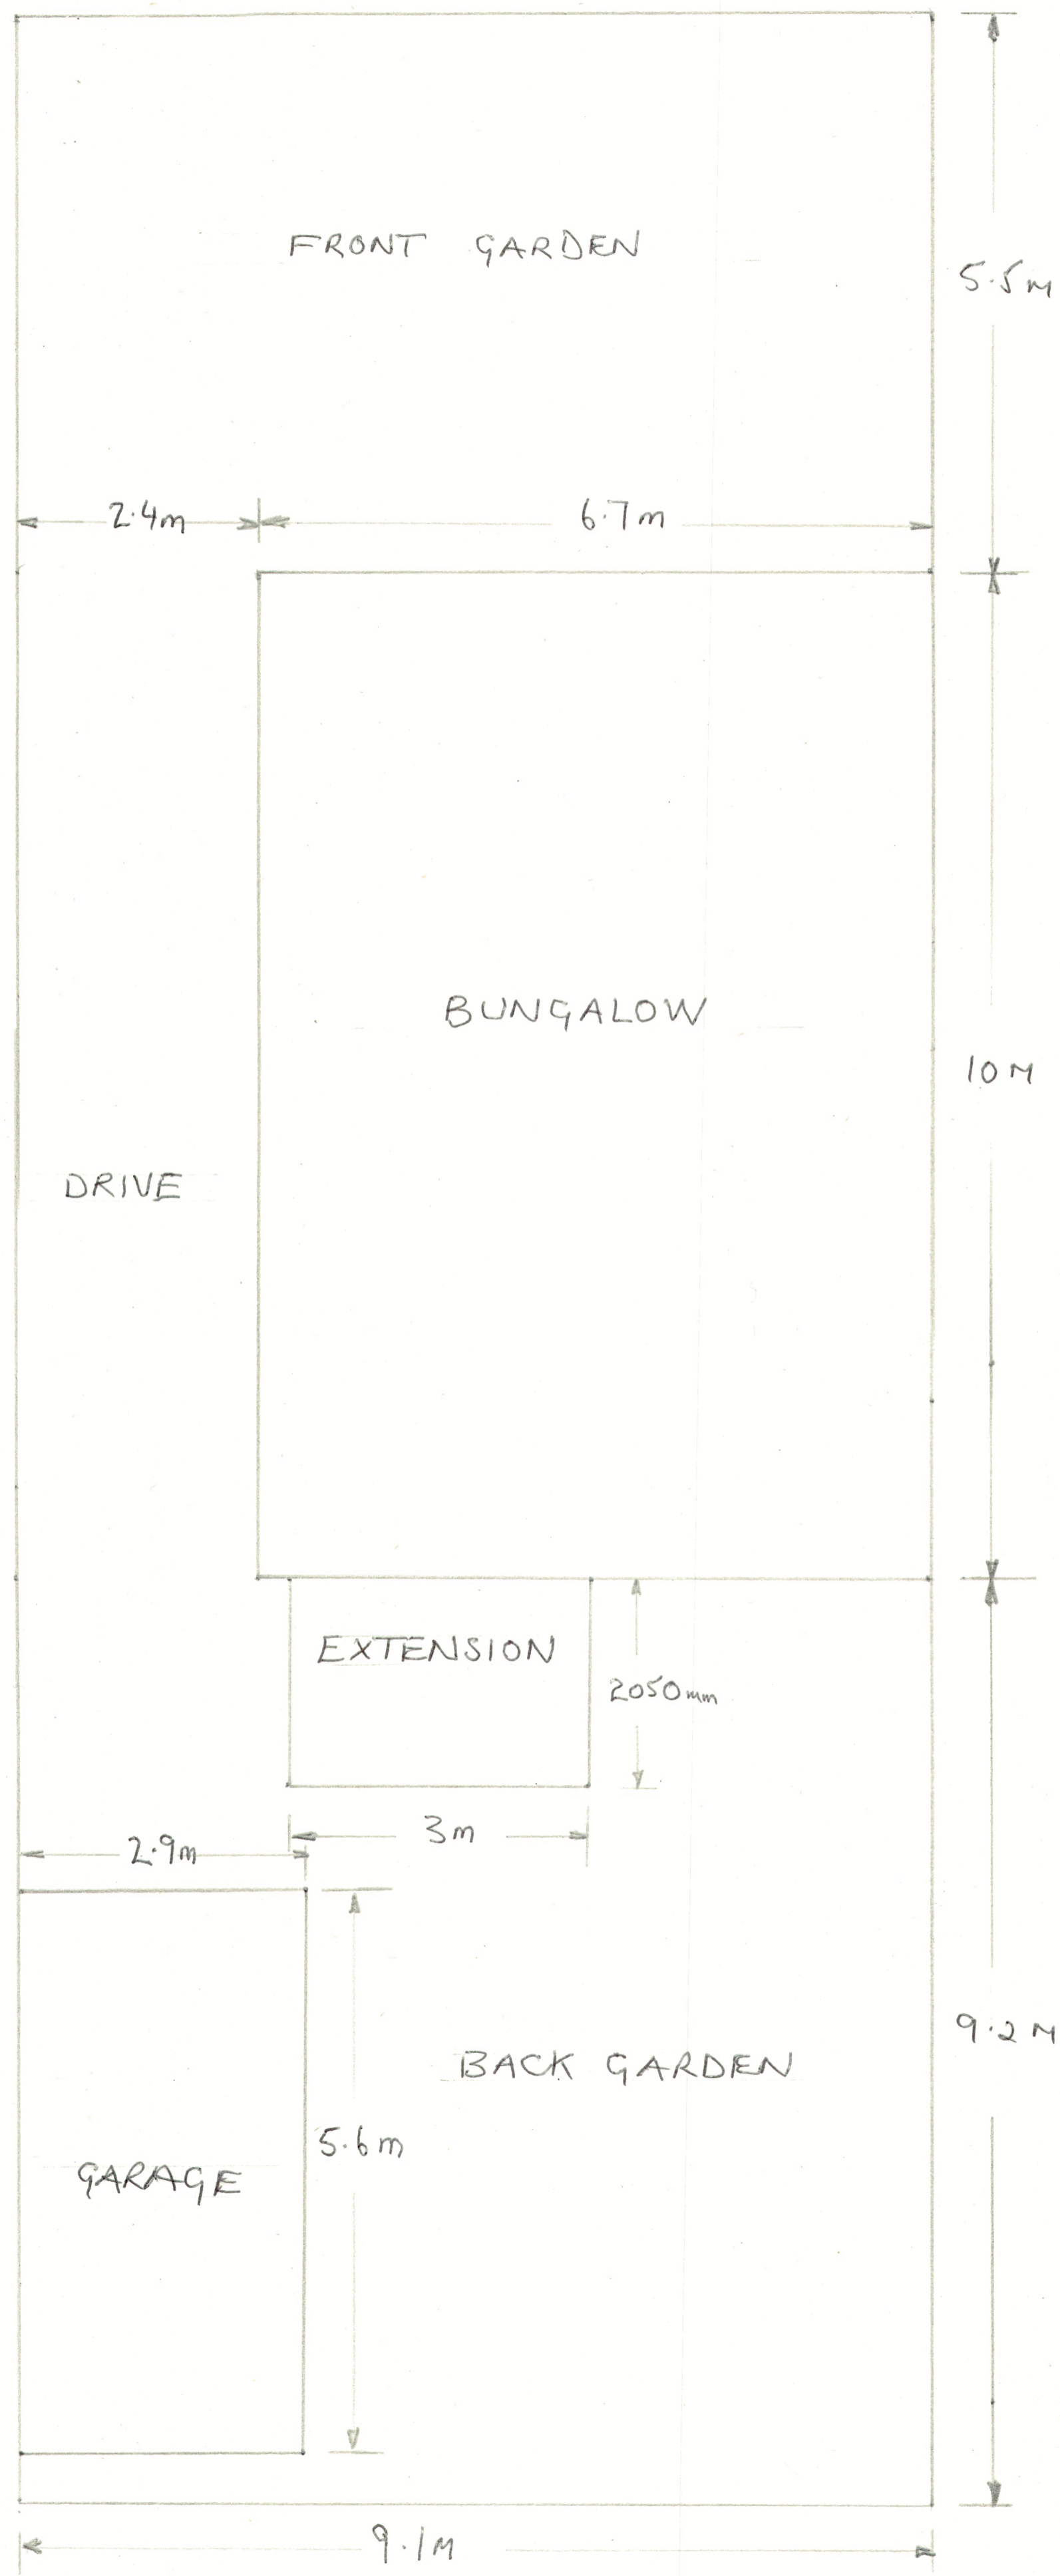 FRONT GARDEN
5.5M
2.4m
6.7m
BUNGALOW
10M
DRIVE
EXTENSION
2050mm
3m
2.9m
9.2M
BACK GARDEN
5.6m
GARAGE
9.1M